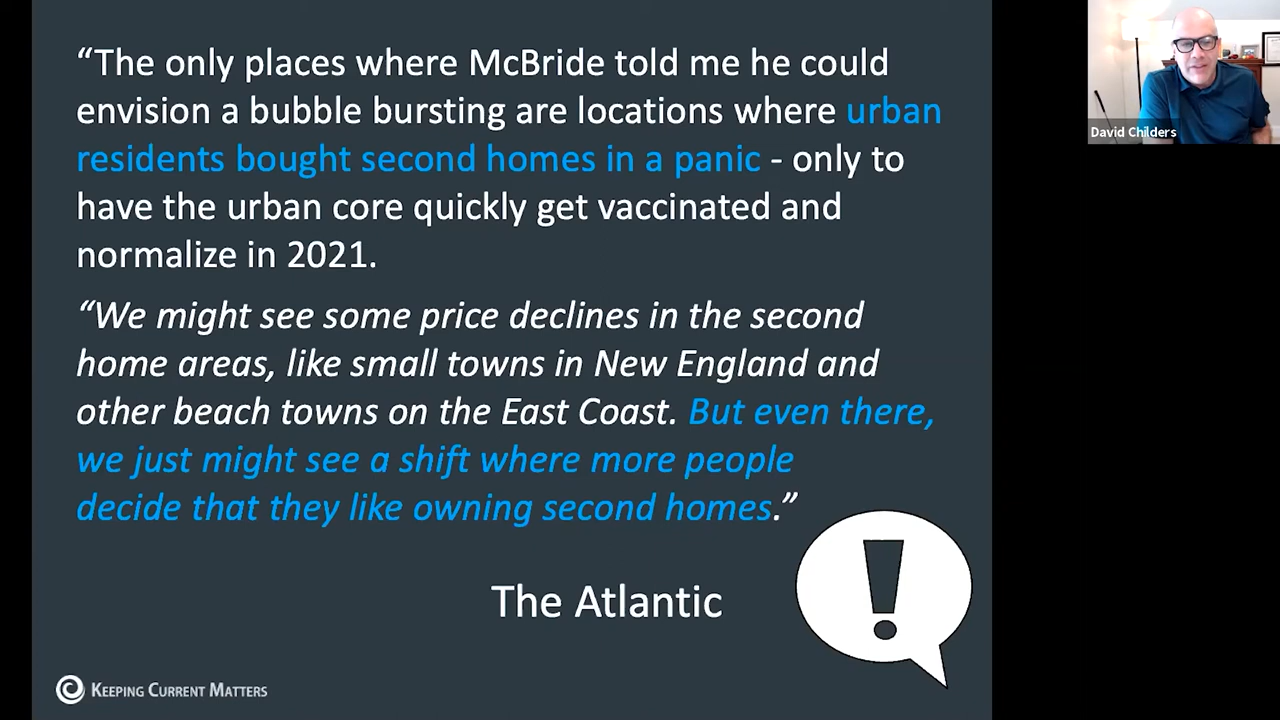 “The only places where McBride told me he could
envision a bubble bursting are locations where urban
residents bought second homes in a panic - only to
have the urban core quickly get vaccinated and
normalize in 2021.
“We might see some price declines in the second
home areas, like small towns in New England and
other beach towns on the East Coast. But even there,
we just might see a shift where more people
decide that they like owning second homes.”
The Atlantic
!
KEEPING CURRENT MATTERS
David Childers